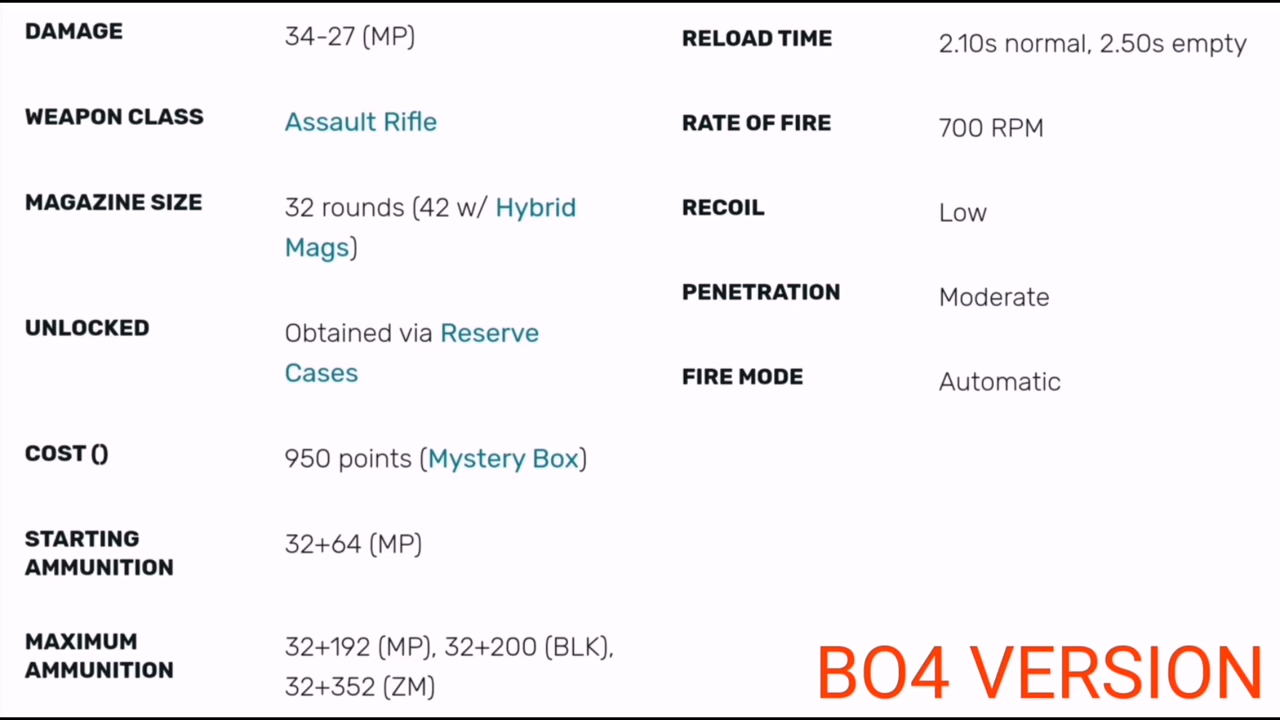 DAMAGE
34-27 (MP)
WEAPON CLASS
Assault Rifle
MAGAZINE SIZE
32 rounds (42 w/ Hybrid
Mags)
UNLOCKED
Obtained via Reserve
Cases
COST ()
950 points (Mystery Box)
STARTING
AMMUNITION
32+64 (MP)
MAXIMUM
AMMUNITION
32+192 (MP), 32+200 (BLK),
32+352 (ZM)
RELOAD TIME
2.10s normal, 2.50s empty
RATE OF FIRE
700 RPM
RECOIL
Low
PENETRATION
Moderate
FIRE MODE
Automatic
BO4 VERSION